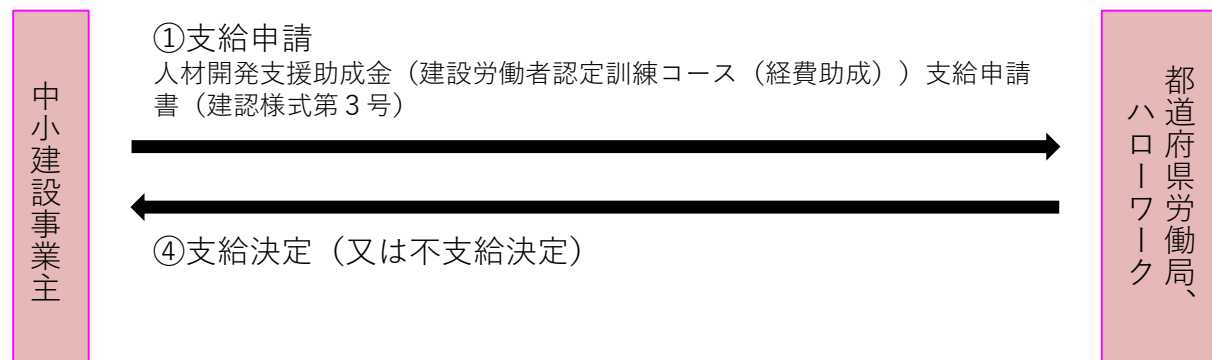 中小建設事業主
①支給申請
人材開発支援助成金（建設労働者認定訓練コース（経費助成））支給申請
書（建認様式第３号）
④支給決定（又は不支給決定）
都道府県労働局、
ハローワーク